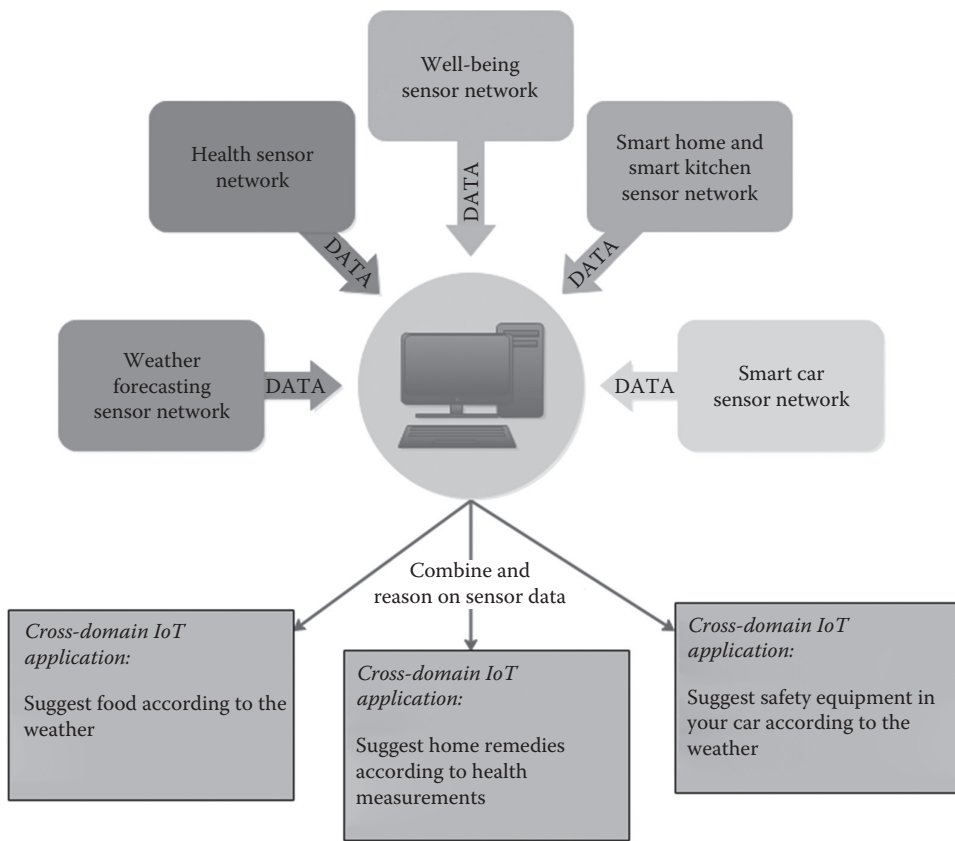 Well-being
sensor network
Health sensor
network
Smart home and
smart kitchen
sensor network
DATA
DATA
DATA
Weather
forecasting
sensor network
DATA
DATA
Smart car
sensor network
Combine and
reason on sensor data
Cross-domain IoT
application:
Suggest food according to the
weather
Cross-domain IoT
application:
Suggest home remedies
according to health
measurements
Cross-domain IoT
application:
Suggest safety equipment in
your car according to the
weather